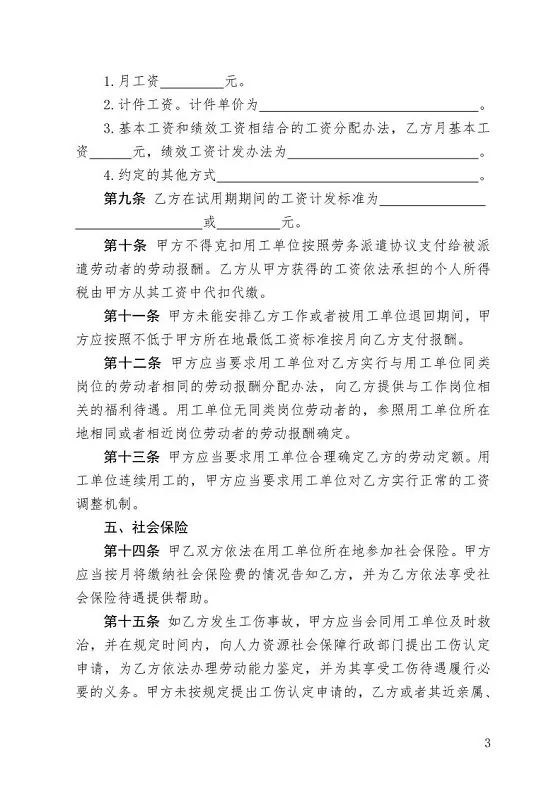 1.月工资________元。
2.计件工资。计件单价为________________________。
3.基本工资和绩效工资相结合的工资分配办法，乙方月基本工
资______元，绩效工资计发办法为________________________。
4.约定的其他方式________________________________。
第九条 乙方在试用期期间的工资计发标准为______________
________________或________元。
第十条 甲方不得克扣用工单位按照劳务派遣协议支付给被派
遣劳动者的劳动报酬。乙方从甲方获得的工资依法承担的个人所得
税由甲方从其工资中代扣代缴。
第十一条 甲方未能安排乙方工作或者被用工单位退回期间，甲
方应按照不低于甲方所在地最低工资标准按月向乙方支付报酬。
第十二条 甲方应当要求用工单位对乙方实行与用工单位同类
岗位的劳动者相同的劳动报酬分配办法，向乙方提供与工作岗位相
关的福利待遇。用工单位无同类岗位劳动者的，参照用工单位所在
地相同或者相近岗位劳动者的劳动报酬确定。
第十三条 甲方应当要求用工单位合理确定乙方的劳动定额。用
工单位连续用工的，甲方应当要求用工单位对乙方实行正常的工资
调整机制。
五、社会保险
第十四条 甲乙双方依法在用工单位所在地参加社会保险。甲方
应当按月将缴纳社会保险费的情况告知乙方，并为乙方依法享受社
会保险待遇提供帮助。
第十五条 如乙方发生工伤事故，甲方应当会同用工单位及时救
治，并在规定时间内，向人力资源社会保障行政部门提出工伤认定
申请，为乙方依法办理劳动能力鉴定，并为其享受工伤待遇履行必
要的义务。甲方未按规定提出工伤认定申请的，乙方或者其近亲属、
3